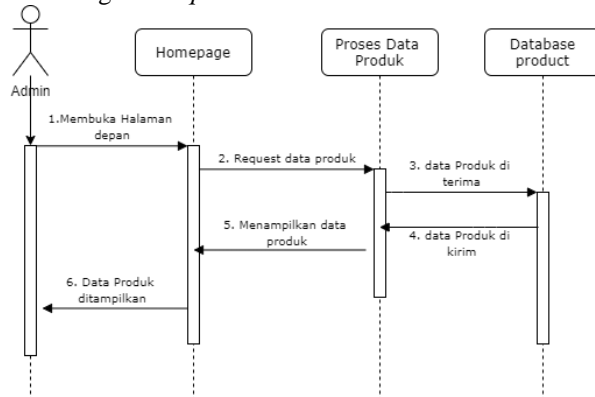 Homepage
Proses Data
Produk
Database
product
Admin
1.Membuka Halaman
depan
2. Request data produk
3. data Produk di
terima
4. data Produk di
kirim
5. Menampilkan data
produk
6. Data Produk
ditampilkan